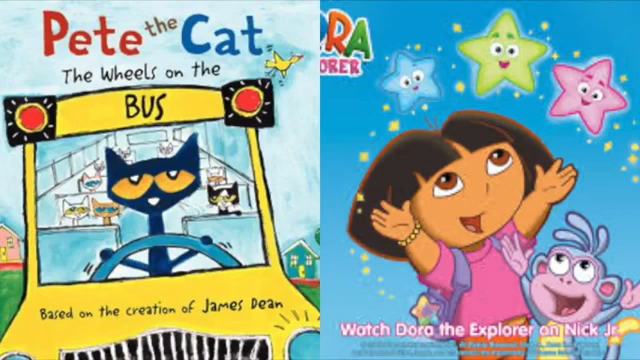 Pete the Cat
The Wheels on the
BUS
Based on the creation of James Dean
RA
ORER
Watch Dora the Explorer on Nick Jr.